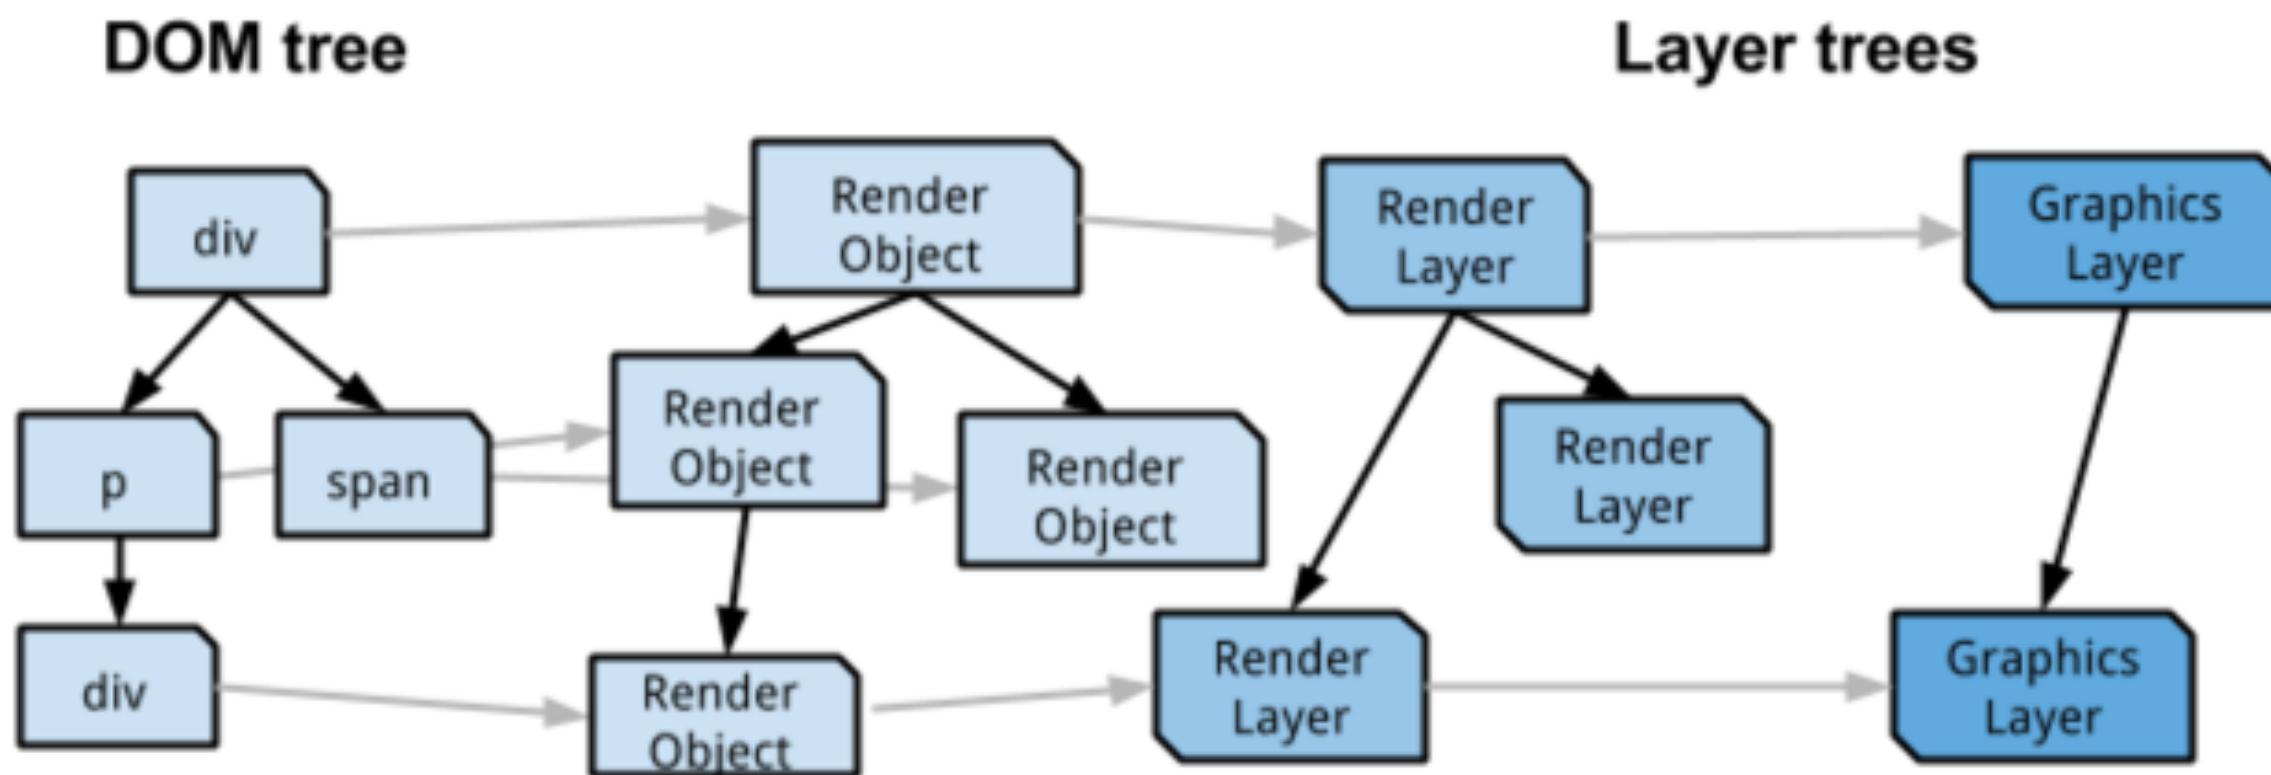 DOM tree
Layer trees
div
Render
Object
Render
Layer
Graphics
Layer
p
span
Render
Object
Render
Object
Render
Layer
div
Render
Object
Render
Layer
Graphics
Layer